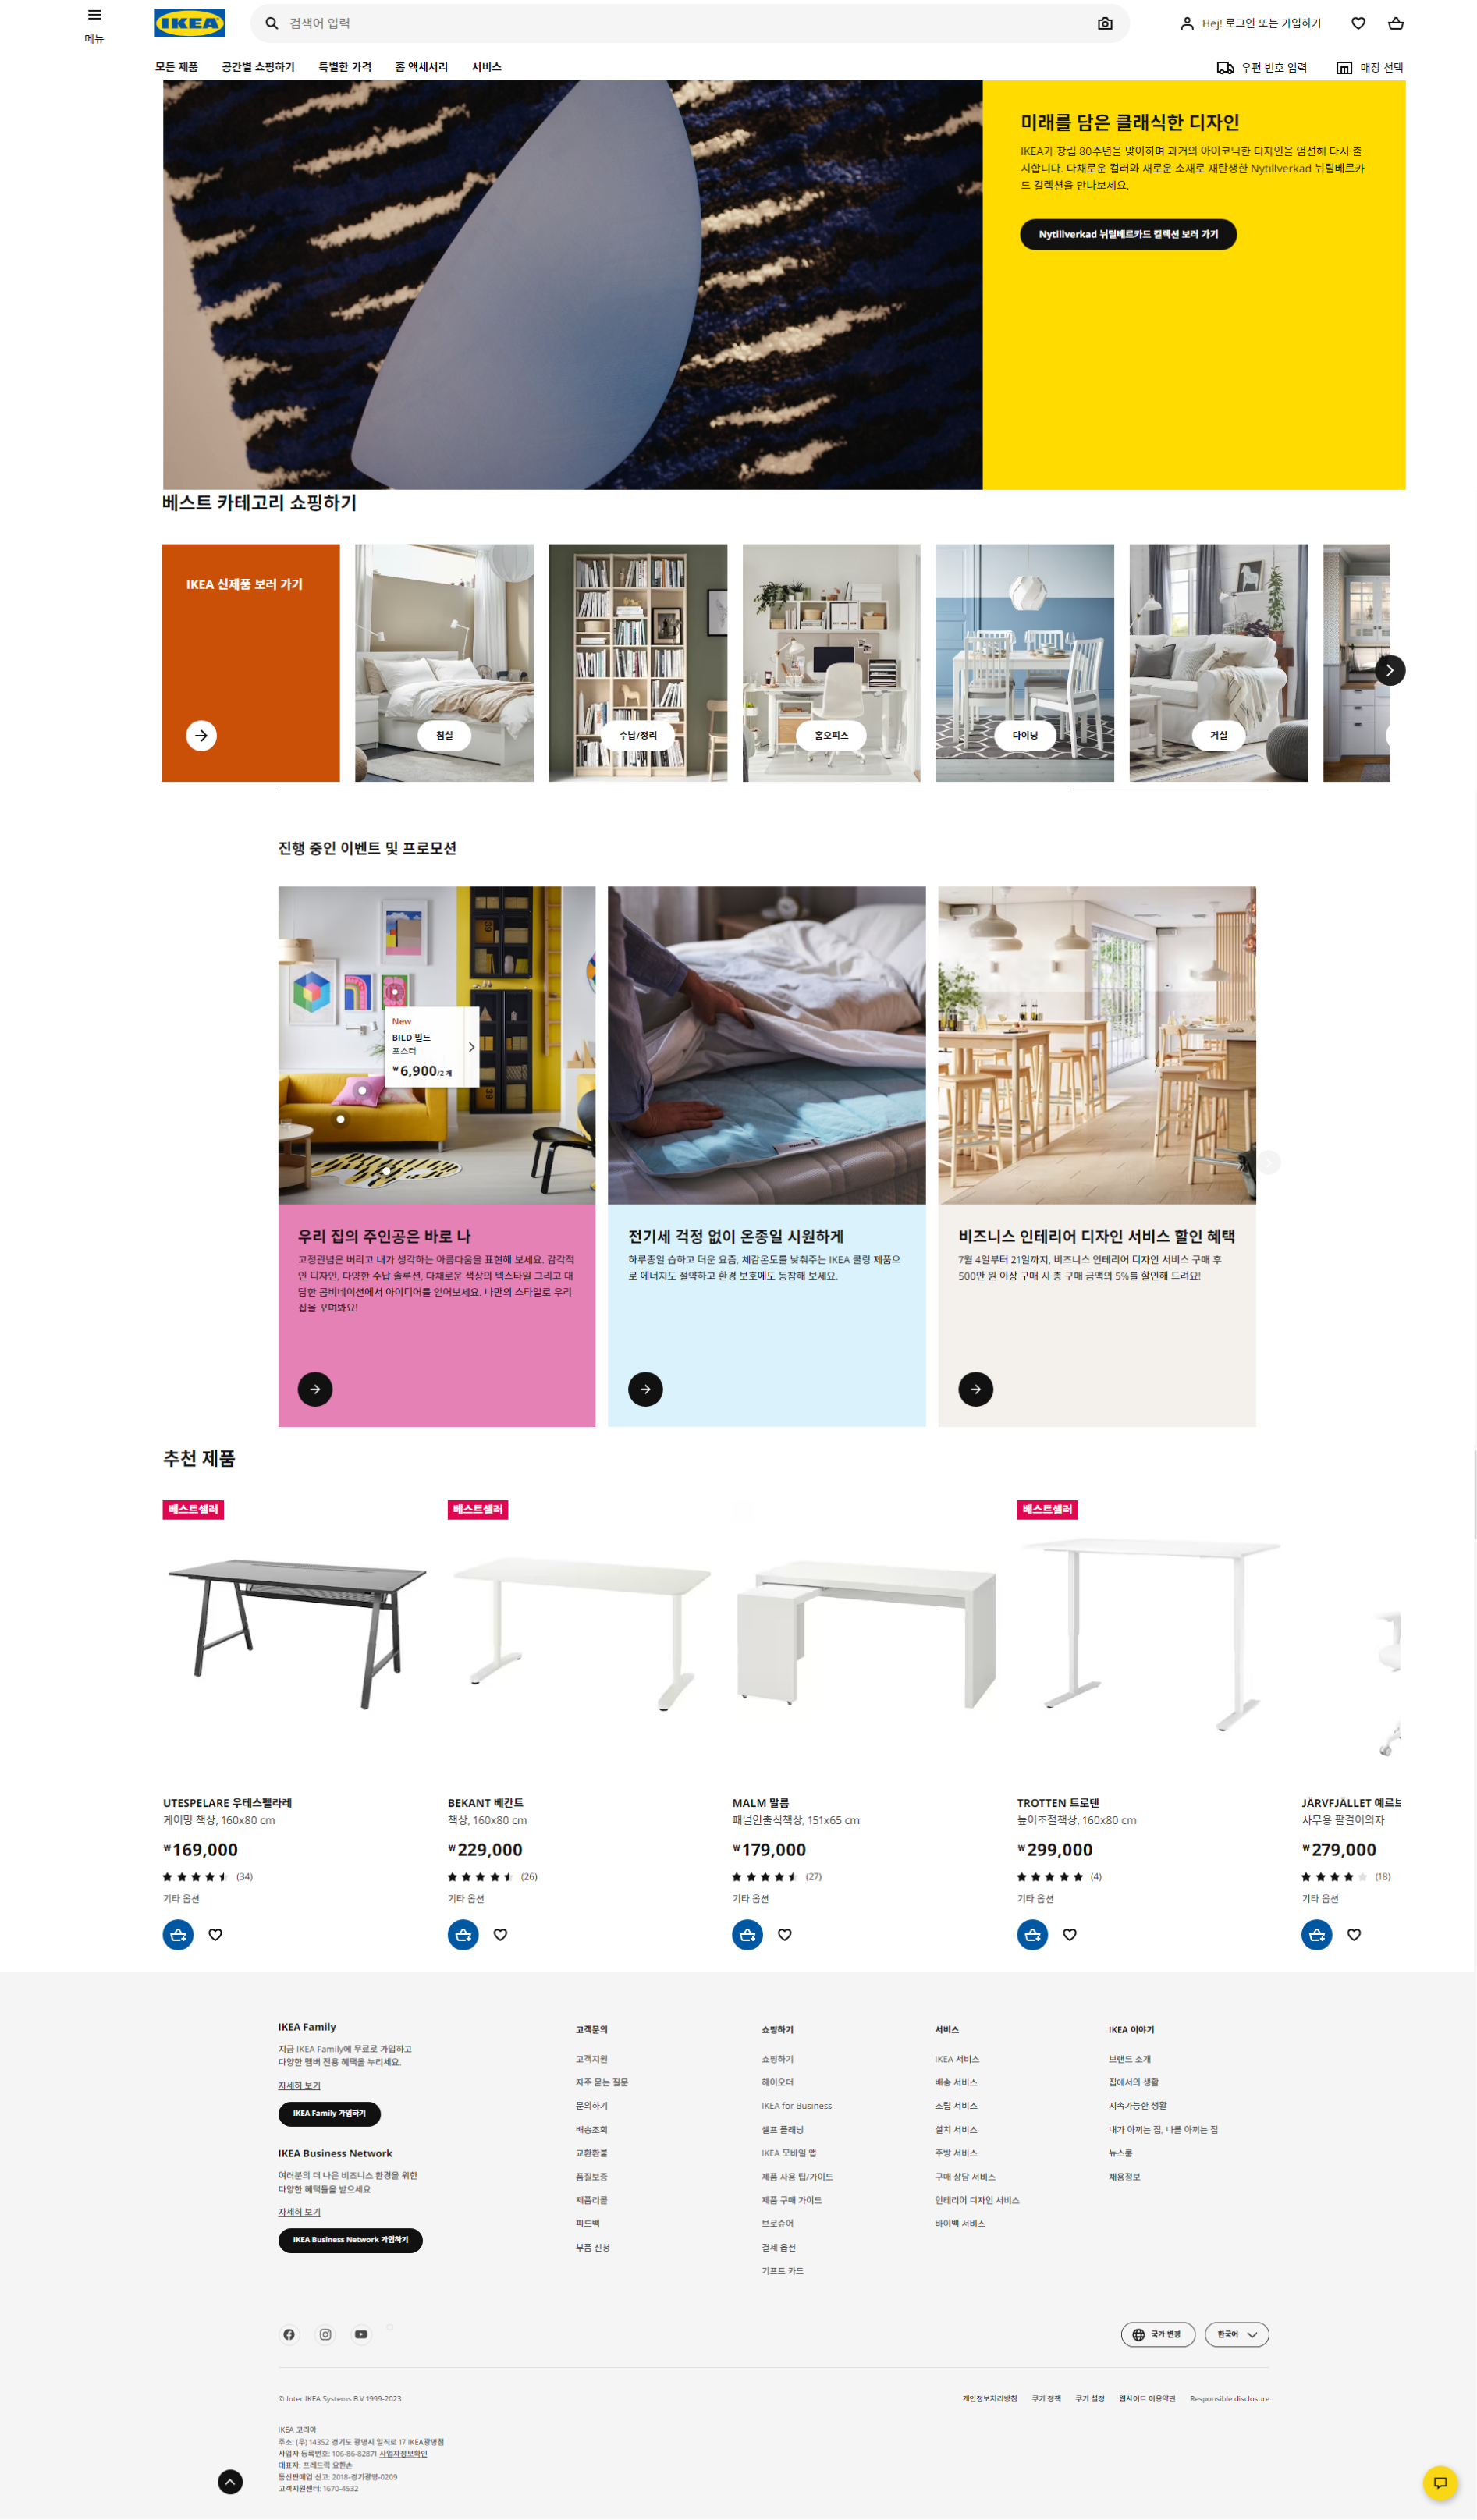 메뉴
IKEA
검색어 입력
Hej! 로그인 또는 가입하기
모든 제품
공간별 쇼핑하기
특별한 가격
홈 액세서리
서비스
우편 번호 입력
매장 선택
미래를 담은 클래식한 디자인
IKEA가 창립 80주년을 맞이하며 과거의 아이코닉한 디자인을 엄선해 다시 출
시합니다. 다채로운 컬러와 새로운 소재로 재탄생한 Nytillverkad 뉘틸베르카
드 컬렉션을 만나보세요.
Nytillverkad 뉘틸베르카드 컬렉션 보러 가기
베스트 카테고리 쇼핑하기
IKEA 신제품 보러 가기
침실
수납/정리
홈오피스
다이닝
거실
진행 중인 이벤트 및 프로모션
New
BILD 빌드
포스터
₩6,900/2 개
우리 집의 주인공은 바로 나
고정관념은 버리고 내가 생각하는 아름다움을 표현해 보세요. 감각적
인 디자인, 다양한 수납 솔루션, 다채로운 색상의 텍스타일 그리고 대
담한 콤비네이션에서 아이디어를 얻어보세요. 나만의 스타일로 우리
집을 꾸며봐요!
전기세 걱정 없이 온종일 시원하게
하루종일 습하고 더운 요즘, 체감온도를 낮춰주는 IKEA 쿨링 제품으
로 에너지도 절약하고 환경 보호에도 동참해 보세요.
비즈니스 인테리어 디자인 서비스 할인 혜택
7월 4일부터 21일까지, 비즈니스 인테리어 디자인 서비스 구매 후
500만 원 이상 구매 시 총 구매 금액의 5%를 할인해 드려요!
추천 제품
베스트셀러
UTESPELARE 우테스펠라레
게이밍 책상, 160x80 cm
₩169,000
(34)
기타 옵션
베스트셀러
BEKANT 베칸트
책상, 160x80 cm
₩229,000
(26)
기타 옵션
MALM 말름
패널인출식책상, 151x65 cm
₩179,000
(27)
기타 옵션
베스트셀러
TROTTEN 트로텐
높이조절책상, 160x80 cm
₩299,000
(4)
기타 옵션
JÄRVFJÄLLET
사무용 팔걸이의자
₩279,000
(18)
기타 옵션
IKEA Family
지금 IKEA Family에 무료로 가입하고
다양한 멤버 전용 혜택을 누리세요.
자세히 보기
IKEA Family 가입하기
IKEA Business Network
여러분의 더 나은 비즈니스 환경을 위한
다양한 혜택들을 받으세요
자세히 보기
IKEA Business Network 가입하기
고객문의
고객지원
자주 묻는 질문
문의하기
배송조회
교환환불
품질보증
제품리콜
피드백
부품 신청
쇼핑하기
쇼핑하기
헤이오더
IKEA for Business
셀프 플래닝
IKEA 모바일 앱
제품 사용 팁/가이드
제품 구매 가이드
브로슈어
결제 옵션
기프트 카드
서비스
IKEA 서비스
배송 서비스
조립 서비스
설치 서비스
주방 서비스
구매 상담 서비스
인테리어 디자인 서비스
바이백 서비스
IKEA 이야기
브랜드 소개
집에서의 생활
지속가능한 생활
내가 아끼는 집, 나를 아끼는 집
뉴스룸
채용정보
국가 변경
한국어
© Inter IKEA Systems B.V 1999-2023
개인정보처리방침
쿠키 정책
쿠키 설정
웹사이트 이용약관
Responsible disclosure
IKEA 코리아
주소: (우) 14352 경기도 광명시 일직로 17 IKEA광명점
사업자 등록번호: 106-86-82871 사업자정보확인
대표자: 프레드릭 요한손
통신판매업 신고: 2018-경기광명-0209
고객지원센터: 1670-4532